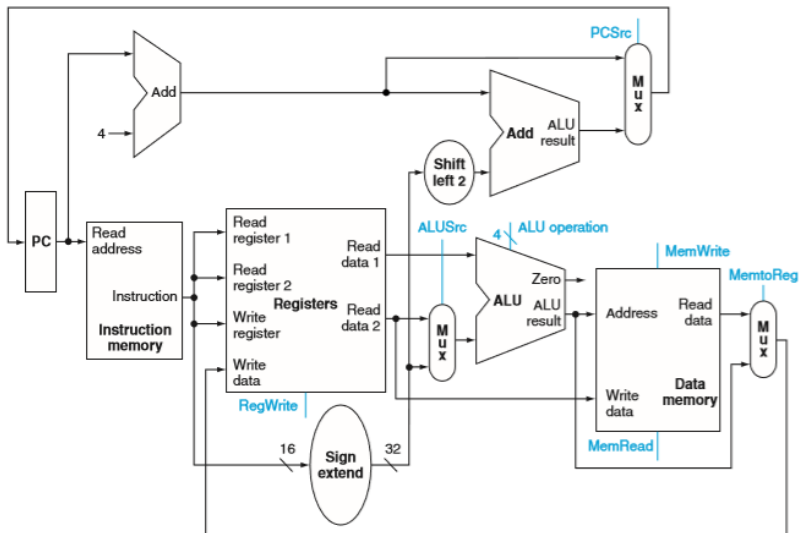 PCSrc
Add
4
M
u
x
Add
ALU
result
Shift
left 2
PC
Read
address
Instruction
Instruction
memory
Read
register 1
Read
register 2
Write
register
Write
data
Registers
Read
data 1
Read
data 2
RegWrite
16
Sign
extend
32
ALUSrc
M
u
x
4
ALU operation
Zero
ALU
ALU
result
MemWrite
Address
Read
data
Write
data
Data
memory
MemRead
MemtoReg
M
u
x